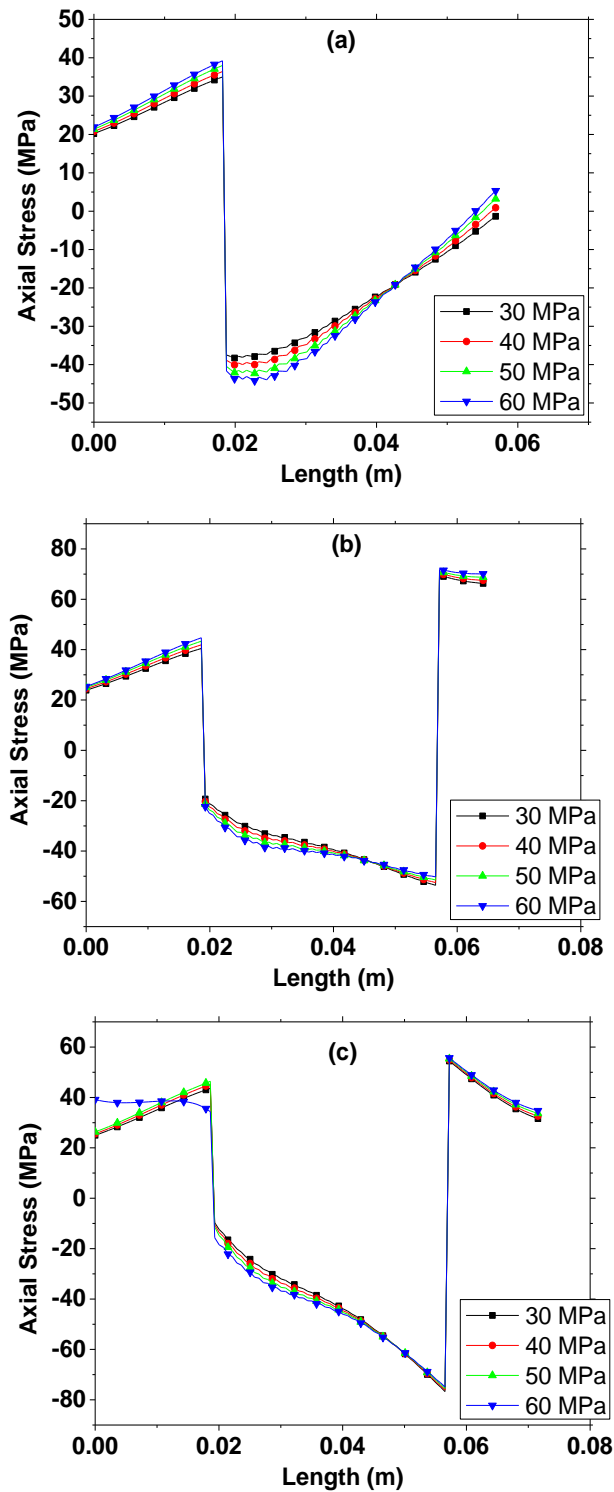 (a)
50
40
30
20
10
0
-10
-20
-30
-40
-50
Axial Stress (MPa)
30 MPa
40 MPa
50 MPa
60 MPa
0.00
0.02
0.04
0.06
Length (m)
(b)
80
60
40
20
0
-20
-40
-60
Axial Stress (MPa)
30 MPa
40 MPa
50 MPa
60 MPa
0.00
0.02
0.04
0.06
0.08
Length (m)
(c)
60
40
20
0
-20
-40
-60
-80
Axial Stress (MPa)
30 MPa
40 MPa
50 MPa
60 MPa
0.00
0.02
0.04
0.06
0.08
Length (m)